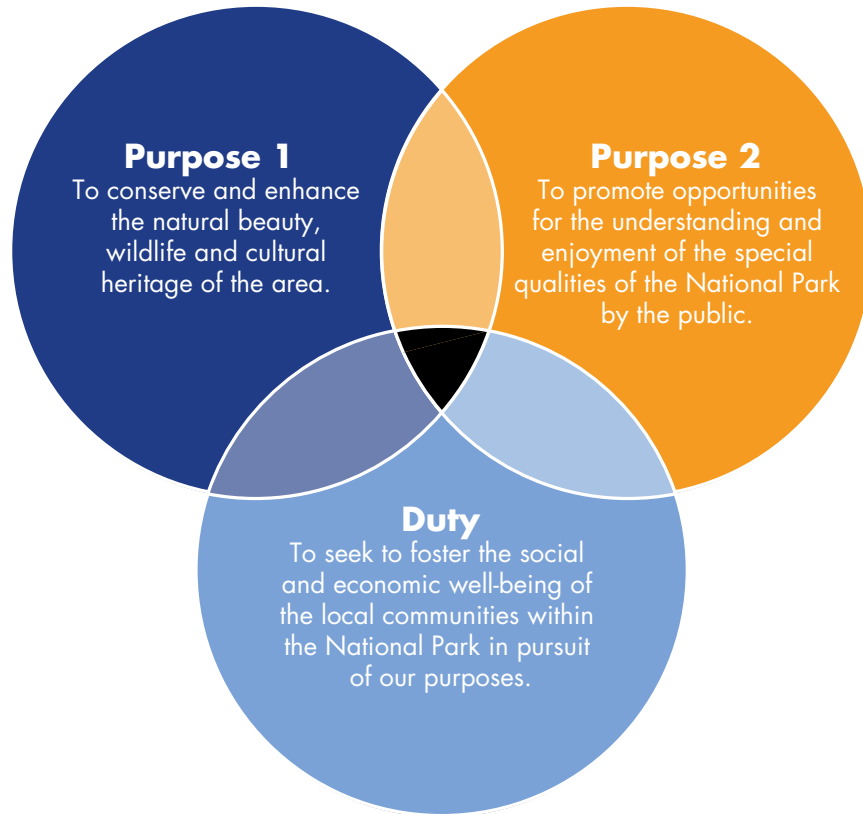 Purpose 1
To conserve and enhance
the natural beauty,
wildlife and cultural
heritage of the area.
Purpose 2
To promote opportunities
for the understanding and
enjoyment of the special
qualities of the National Park
by the public.
Duty
To seek to foster the social
and economic well-being of
the local communities within
the National Park in pursuit
of our purposes.